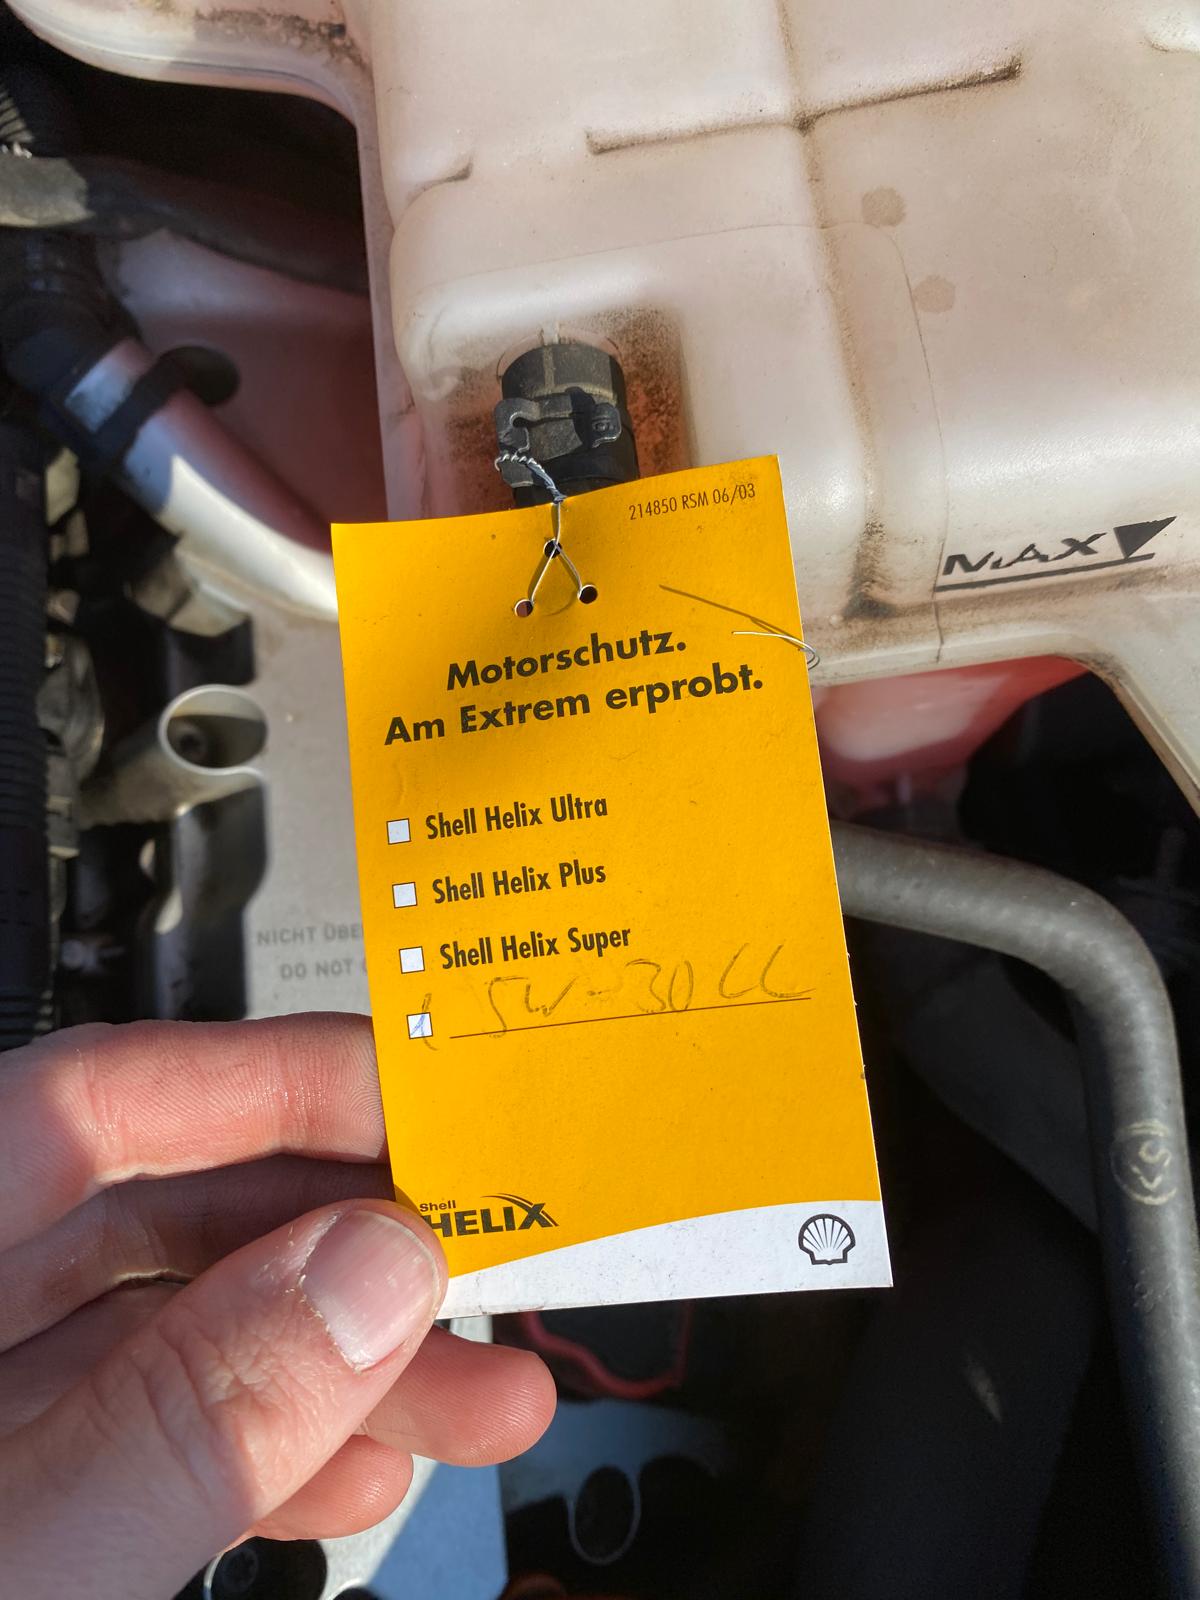 214850 RSM 06/03
MAX
Motorschutz.
Am Extrem erprobt.
Shell Helix Ultra
Shell Helix Plus
Shell Helix Super
5W-30 LL
NICHT ÜBE
DO NOT
Shell
HELIX